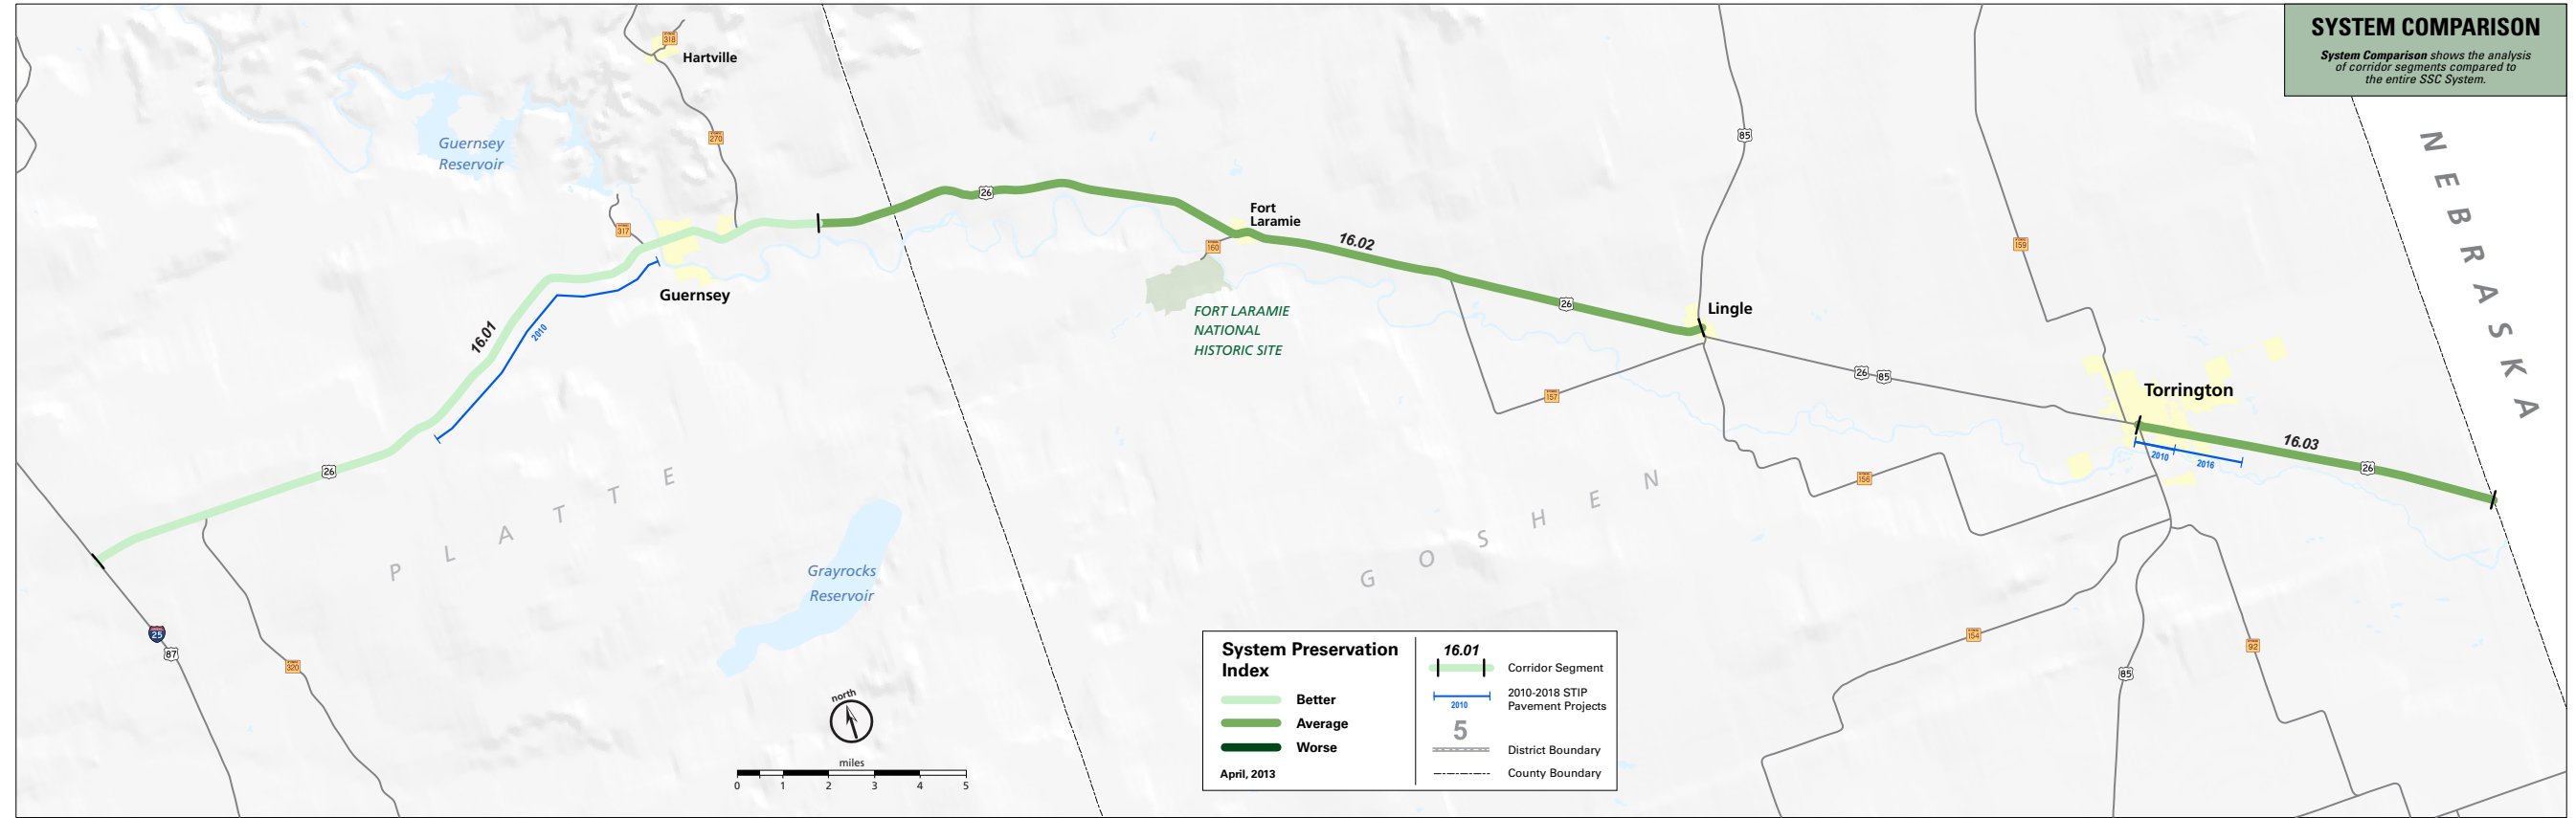 SYSTEM COMPARISON
System Comparison shows the analysis
of corridor segments compared to
the entire SSC System.
318
Hartville
270
Guernsey
Reservoir
317
Guernsey
26
Fort
Laramie
160
16.02
FORT LARAMIE
NATIONAL
HISTORIC SITE
85
159
NEBRASKA
26
Lingle
16.01
2010
157
26
85
Torrington
16.03
26
2010
2016
26
156
PLATTE
GOSHEN
Grayrocks
Reservoir
25
87
320
154
92
85
north
miles
0 1 2 3 4 5
System Preservation
Index
Better
Average
Worse
April, 2013
16.01
Corridor Segment
2010
2010-2018 STIP
Pavement Projects
5
District Boundary
County Boundary